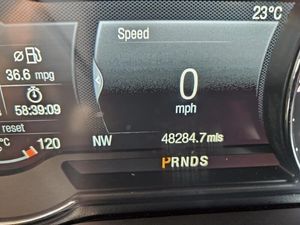 23°C
Speed
36.6 mpg
0
mph
58:39:09
reset
°C 120
NW
48284.7mls
PRNDS